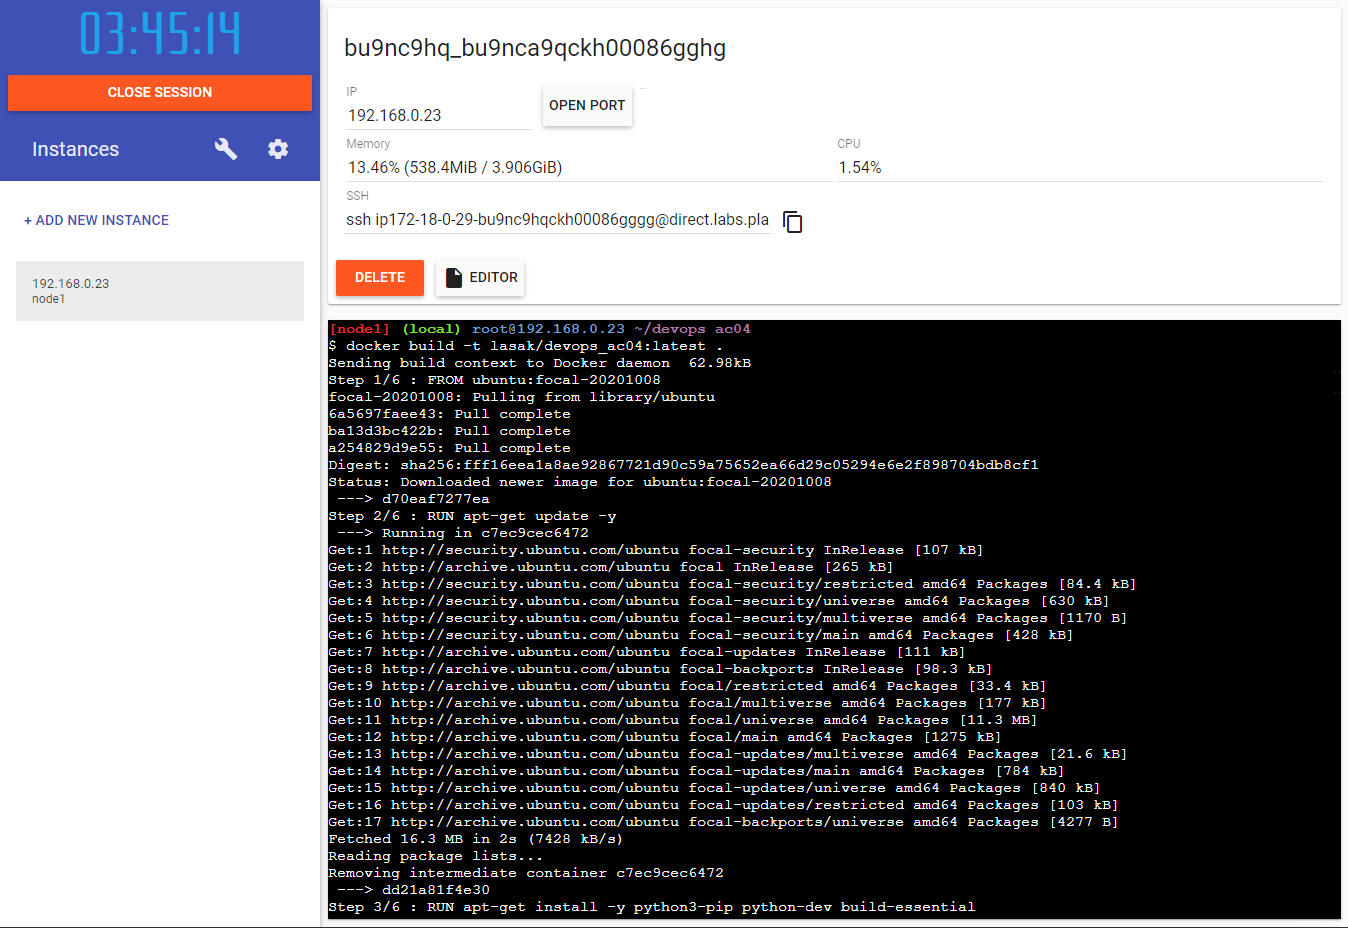 03:45:14
CLOSE SESSION
Instances
+ ADD NEW INSTANCE
192.168.0.23
node1
bu9nc9hq_bu9nca9qckh00086gghg
IP
192.168.0.23
OPEN PORT
Memory
13.46% (538.4MiB / 3.906GiB)
CPU
1.54%
SSH
ssh ip172-18-0-29-bu9nc9hqckh00086gggg@direct.labs.pla
DELETE
EDITOR
[node1] (local) root@192.168.0.23 ~/devops ac04
$ docker build -t lasak/devops_ac04:latest .
Sending build context to Docker daemon  62.98kB
Step 1/6 : FROM ubuntu:focal-20201008
focal-20201008: Pulling from library/ubuntu
6a5697faee43: Pull complete
ba13d3bc422b: Pull complete
a254829d9e55: Pull complete
Digest: sha256:fff16eea1a8ae92867721d90c59a75652ea66d29c05294e6e2f898704bdb8cf1
Status: Downloaded newer image for ubuntu:focal-20201008
---> d70eaf7277ea
Step 2/6 : RUN apt-get update -y
---> Running in c7ec9cec6472
Get:1 http://security.ubuntu.com/ubuntu focal-security InRelease [107 kB]
Get:2 http://archive.ubuntu.com/ubuntu focal InRelease [265 kB]
Get:3 http://security.ubuntu.com/ubuntu focal-security/restricted amd64 Packages [84.4 kB]
Get:4 http://security.ubuntu.com/ubuntu focal-security/universe amd64 Packages [630 kB]
Get:5 http://security.ubuntu.com/ubuntu focal-security/multiverse amd64 Packages [1170 B]
Get:6 http://security.ubuntu.com/ubuntu focal-security/main amd64 Packages [428 kB]
Get:7 http://archive.ubuntu.com/ubuntu focal-updates InRelease [111 kB]
Get:8 http://archive.ubuntu.com/ubuntu focal-backports InRelease [98.3 kB]
Get:9 http://archive.ubuntu.com/ubuntu focal/restricted amd64 Packages [33.4 kB]
Get:10 http://archive.ubuntu.com/ubuntu focal/multiverse amd64 Packages [177 kB]
Get:11 http://archive.ubuntu.com/ubuntu focal/universe amd64 Packages [11.3 MB]
Get:12 http://archive.ubuntu.com/ubuntu focal/main amd64 Packages [1275 kB]
Get:13 http://archive.ubuntu.com/ubuntu focal-updates/multiverse amd64 Packages [21.6 kB]
Get:14 http://archive.ubuntu.com/ubuntu focal-updates/main amd64 Packages [784 kB]
Get:15 http://archive.ubuntu.com/ubuntu focal-updates/universe amd64 Packages [840 kB]
Get:16 http://archive.ubuntu.com/ubuntu focal-updates/restricted amd64 Packages [103 kB]
Get:17 http://archive.ubuntu.com/ubuntu focal-backports/universe amd64 Packages [4277 B]
Fetched 16.3 MB in 2s (7428 kB/s)
Reading package lists...
Removing intermediate container c7ec9cec6472
---> dd21a81f4e30
Step 3/6 : RUN apt-get install -y python3-pip python-dev build-essential